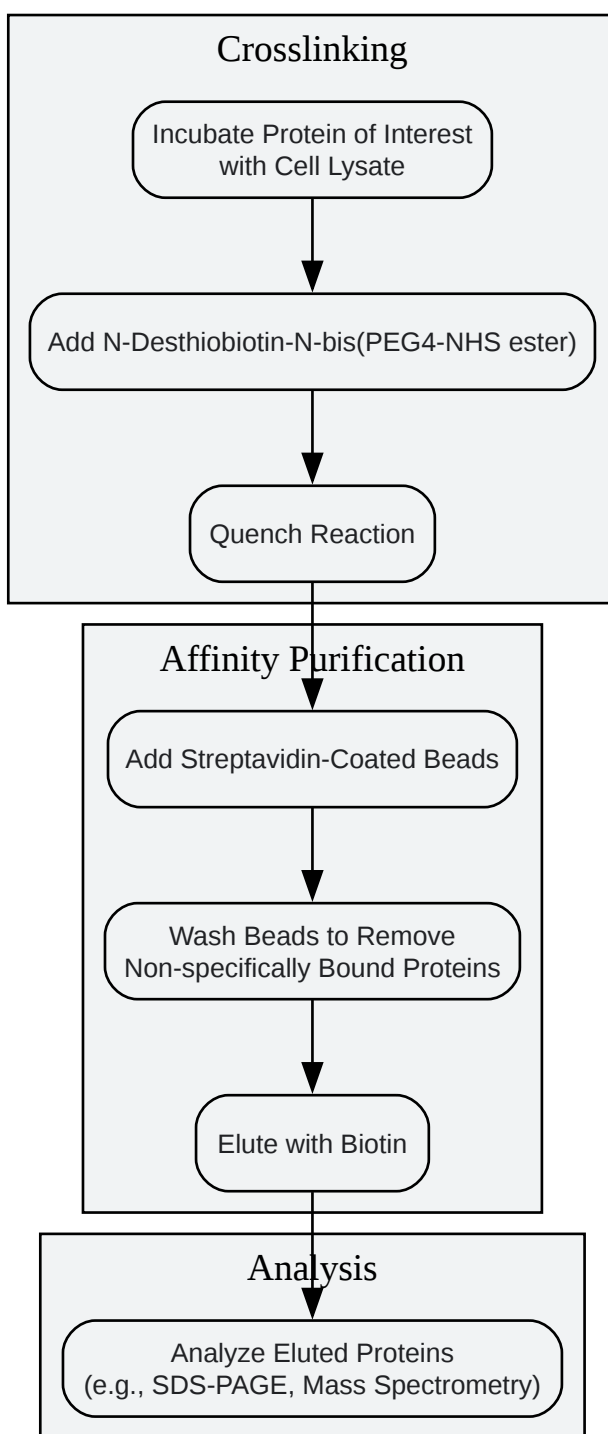 Crosslinking
Incubate Protein of Interest
with Cell Lysate
Add N-Desthiobiotin-N-bis(PEG4-NHS ester)
Quench Reaction
Affinity Purification
Add Streptavidin-Coated Beads
Wash Beads to Remove
Non-specifically Bound Proteins
Elute with Biotin
Analysis
Analyze Eluted Proteins
(e.g., SDS-PAGE, Mass Spectrometry)